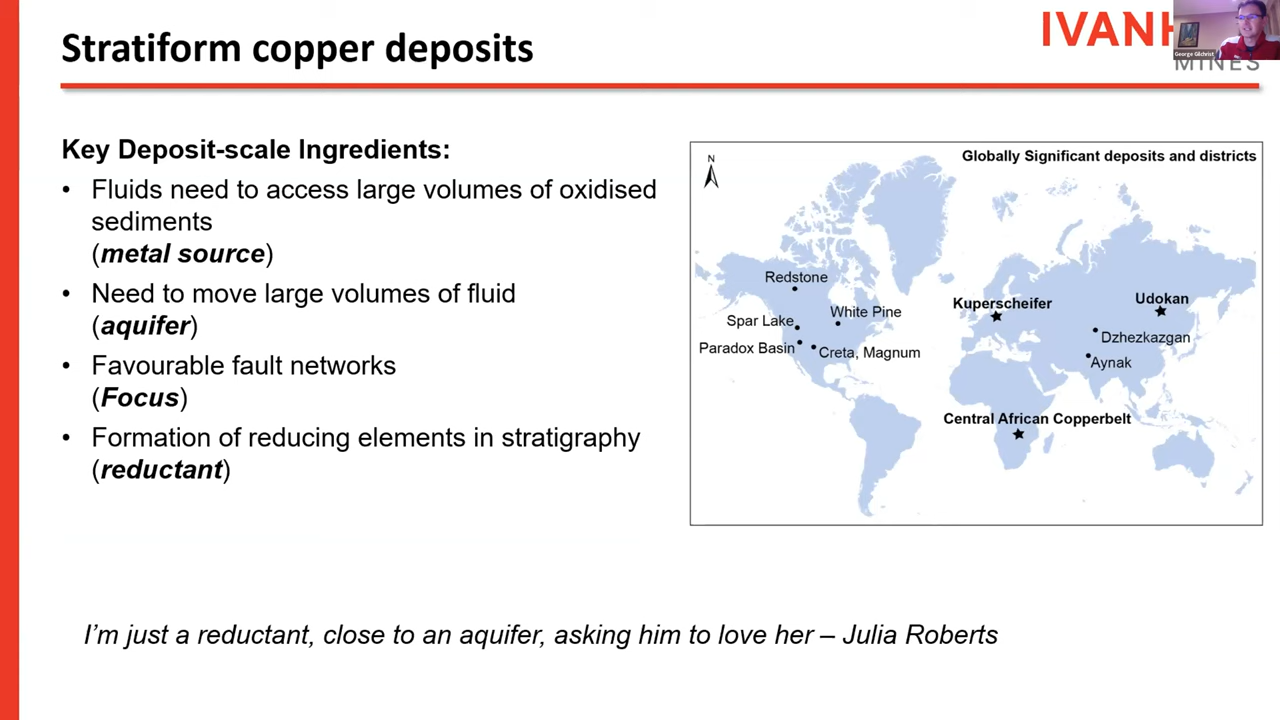 Stratiform copper deposits
IVANH
MINES
George Gilchrist
Key Deposit-scale Ingredients:
• Fluids need to access large volumes of oxidised
sediments
(metal source)
• Need to move large volumes of fluid
(aquifer)
• Favourable fault networks
(Focus)
• Formation of reducing elements in stratigraphy
(reductant)
N
Globally Significant deposits and districts
Redstone
White Pine
Spar Lake
Paradox Basin
Creta, Magnum
Kuperscheifer
Udokan
Dzhezkazgan
Aynak
Central African Copperbelt
I'm just a reductant, close to an aquifer, asking him to love her – Julia Roberts